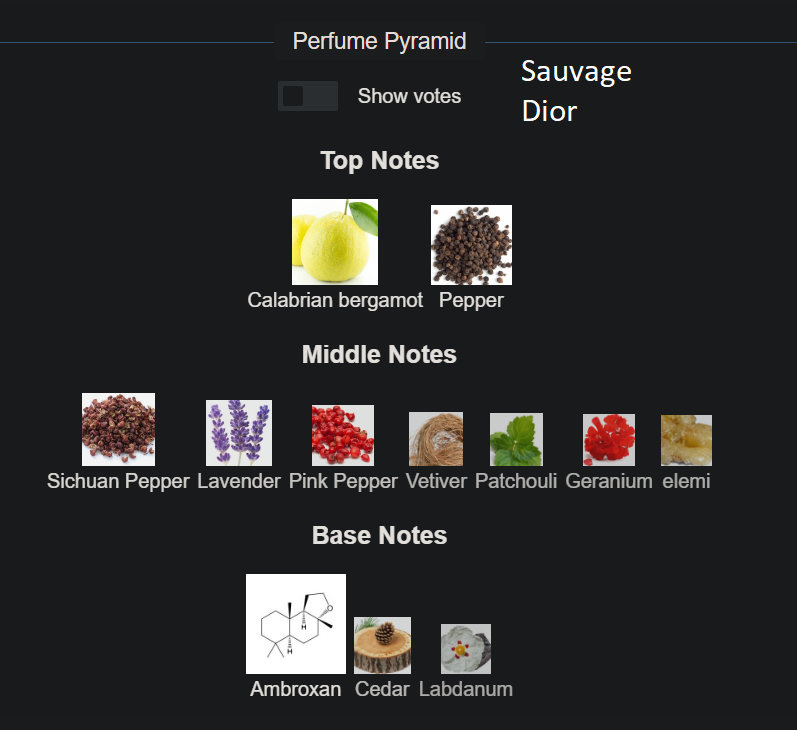 Perfume Pyramid
Sauvage
Dior
Show votes
Top Notes
Calabrian bergamot Pepper
Middle Notes
Sichuan Pepper Lavender Pink Pepper Vetiver Patchouli Geranium elemi
Base Notes
O
H
H
Ambroxan Cedar Labdanum